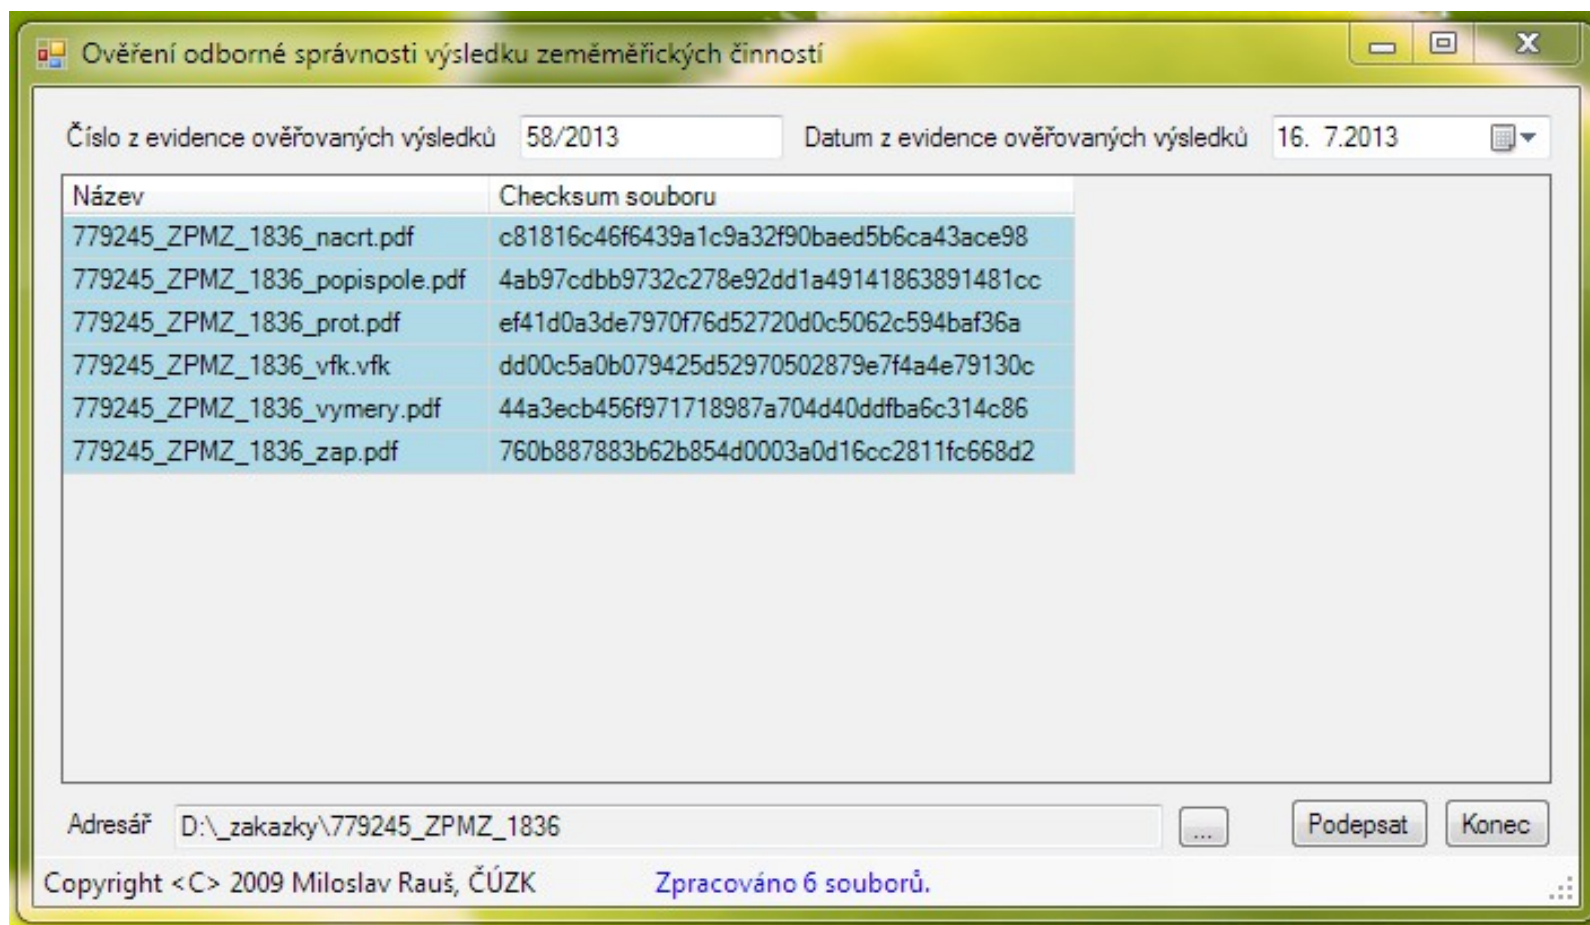 Ověření odborné správnosti výsledku zeměměřických činností
Číslo z evidence ověřovaných výsledků 58/2013 Datum z evidence ověřovaných výsledků 16. 7.2013
Název Checksum souboru
779245_ZPMZ_1836_nacrt.pdf c81816c46f6439a1c9a32f90baed5b6ca43ace98
779245_ZPMZ_1836_popispole.pdf 4ab97cdbb9732c278e92dd1a49141863891481cc
779245_ZPMZ_1836_prot.pdf ef41d0a3de7970f76d52720d0c5062c594baf36a
779245_ZPMZ_1836_vfk.vfk dd00c5a0b079425d52970502879e7f4a4e79130c
779245_ZPMZ_1836_vymery.pdf 44a3ecb456f971718987a704d40ddfba6c314c86
779245_ZPMZ_1836_zap.pdf 760b887883b62b854d0003a0d16cc2811fc668d2
Adresář D:\_zakazky\779245_ZPMZ_1836 ... Podepsat Konec
Copyright <C> 2009 Miloslav Rauš, ČÚZK Zpracováno 6 souborů.